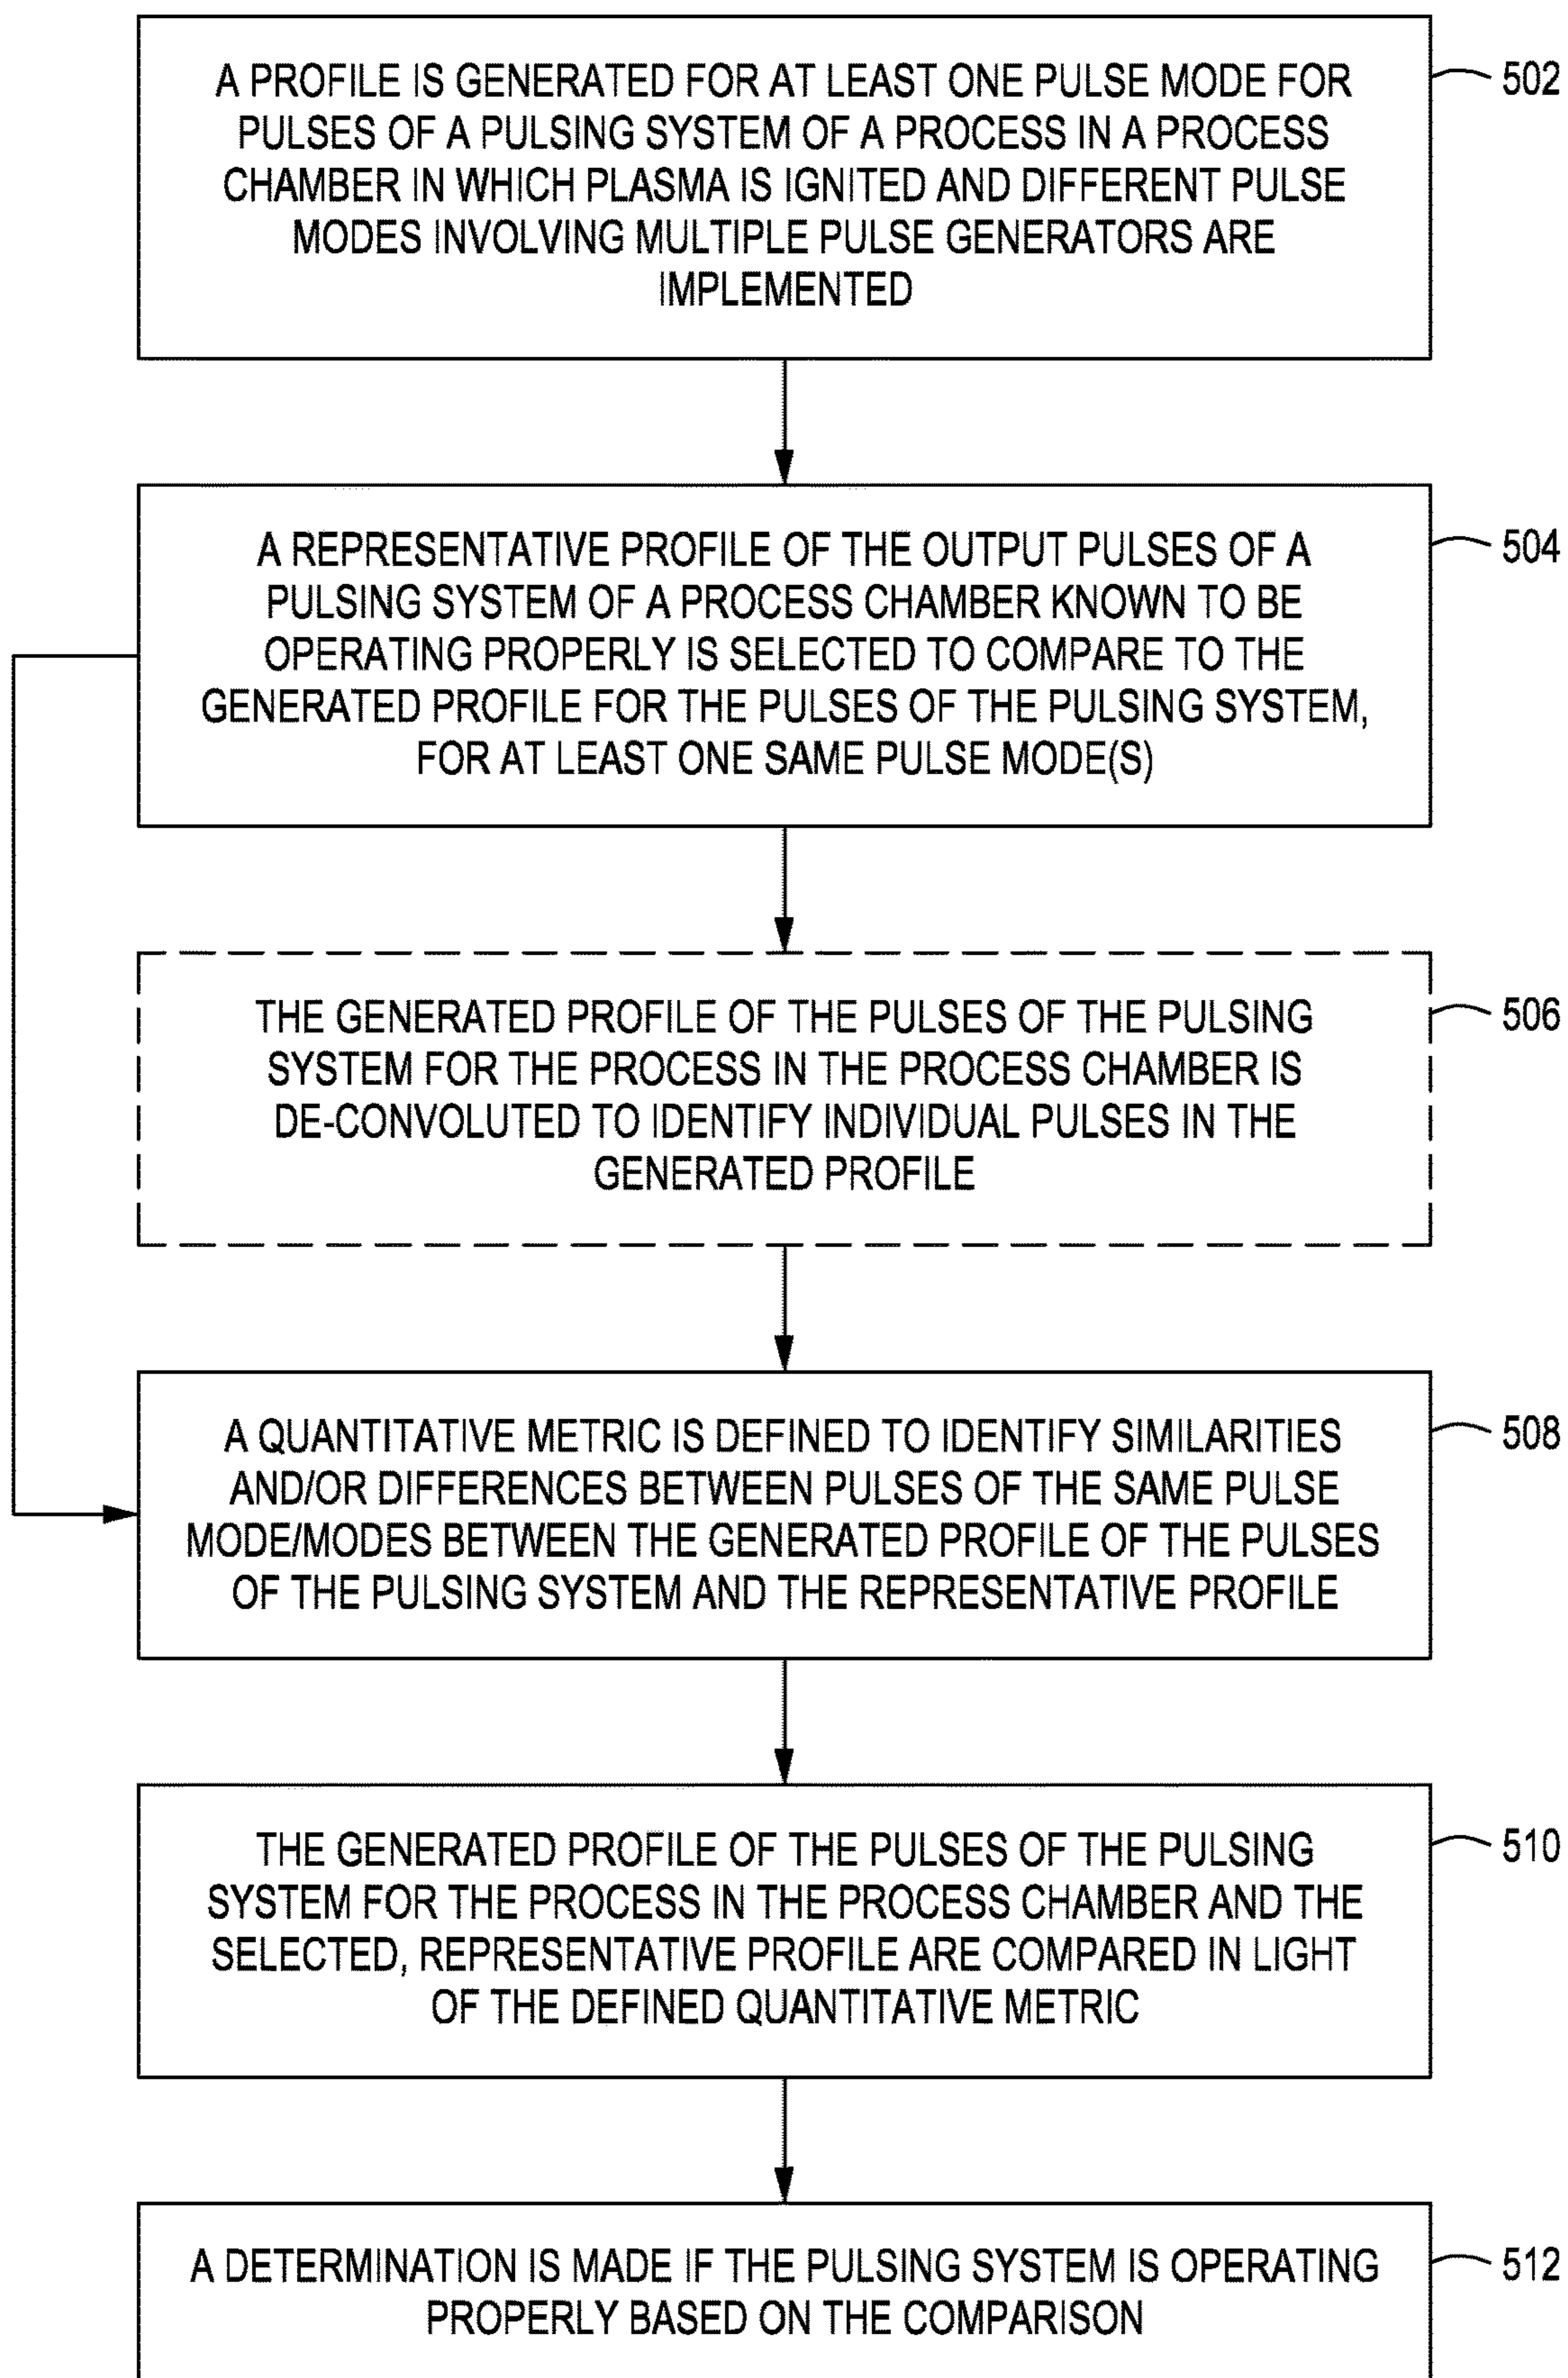 A PROFILE IS GENERATED FOR AT LEAST ONE PULSE MODE FOR
PULSES OF A PULSING SYSTEM OF A PROCESS IN A PROCESS
CHAMBER IN WHICH PLASMA IS IGNITED AND DIFFERENT PULSE
MODES INVOLVING MULTIPLE PULSE GENERATORS ARE
IMPLEMENTED
502
A REPRESENTATIVE PROFILE OF THE OUTPUT PULSES OF A
PULSING SYSTEM OF A PROCESS CHAMBER KNOWN TO BE
OPERATING PROPERLY IS SELECTED TO COMPARE TO THE
GENERATED PROFILE FOR THE PULSES OF THE PULSING SYSTEM,
FOR AT LEAST ONE SAME PULSE MODE(S)
504
THE GENERATED PROFILE OF THE PULSES OF THE PULSING
SYSTEM FOR THE PROCESS IN THE PROCESS CHAMBER IS
DE-CONVOLUTED TO IDENTIFY INDIVIDUAL PULSES IN THE
GENERATED PROFILE
506
A QUANTITATIVE METRIC IS DEFINED TO IDENTIFY SIMILARITIES
AND/OR DIFFERENCES BETWEEN PULSES OF THE SAME PULSE
MODE/MODES BETWEEN THE GENERATED PROFILE OF THE PULSES
OF THE PULSING SYSTEM AND THE REPRESENTATIVE PROFILE
508
THE GENERATED PROFILE OF THE PULSES OF THE PULSING
SYSTEM FOR THE PROCESS IN THE PROCESS CHAMBER AND THE
SELECTED, REPRESENTATIVE PROFILE ARE COMPARED IN LIGHT
OF THE DEFINED QUANTITATIVE METRIC
510
A DETERMINATION IS MADE IF THE PULSING SYSTEM IS OPERATING
PROPERLY BASED ON THE COMPARISON
512